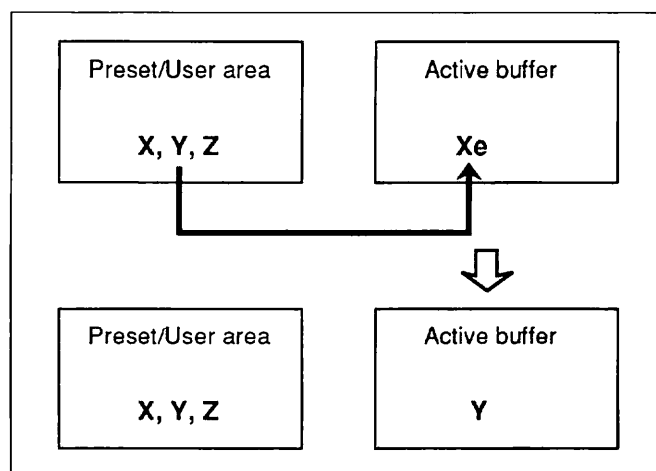 Preset/User area
Active buffer
X, Y, Z
Xe
Preset/User area
Active buffer
X, Y, Z
Y